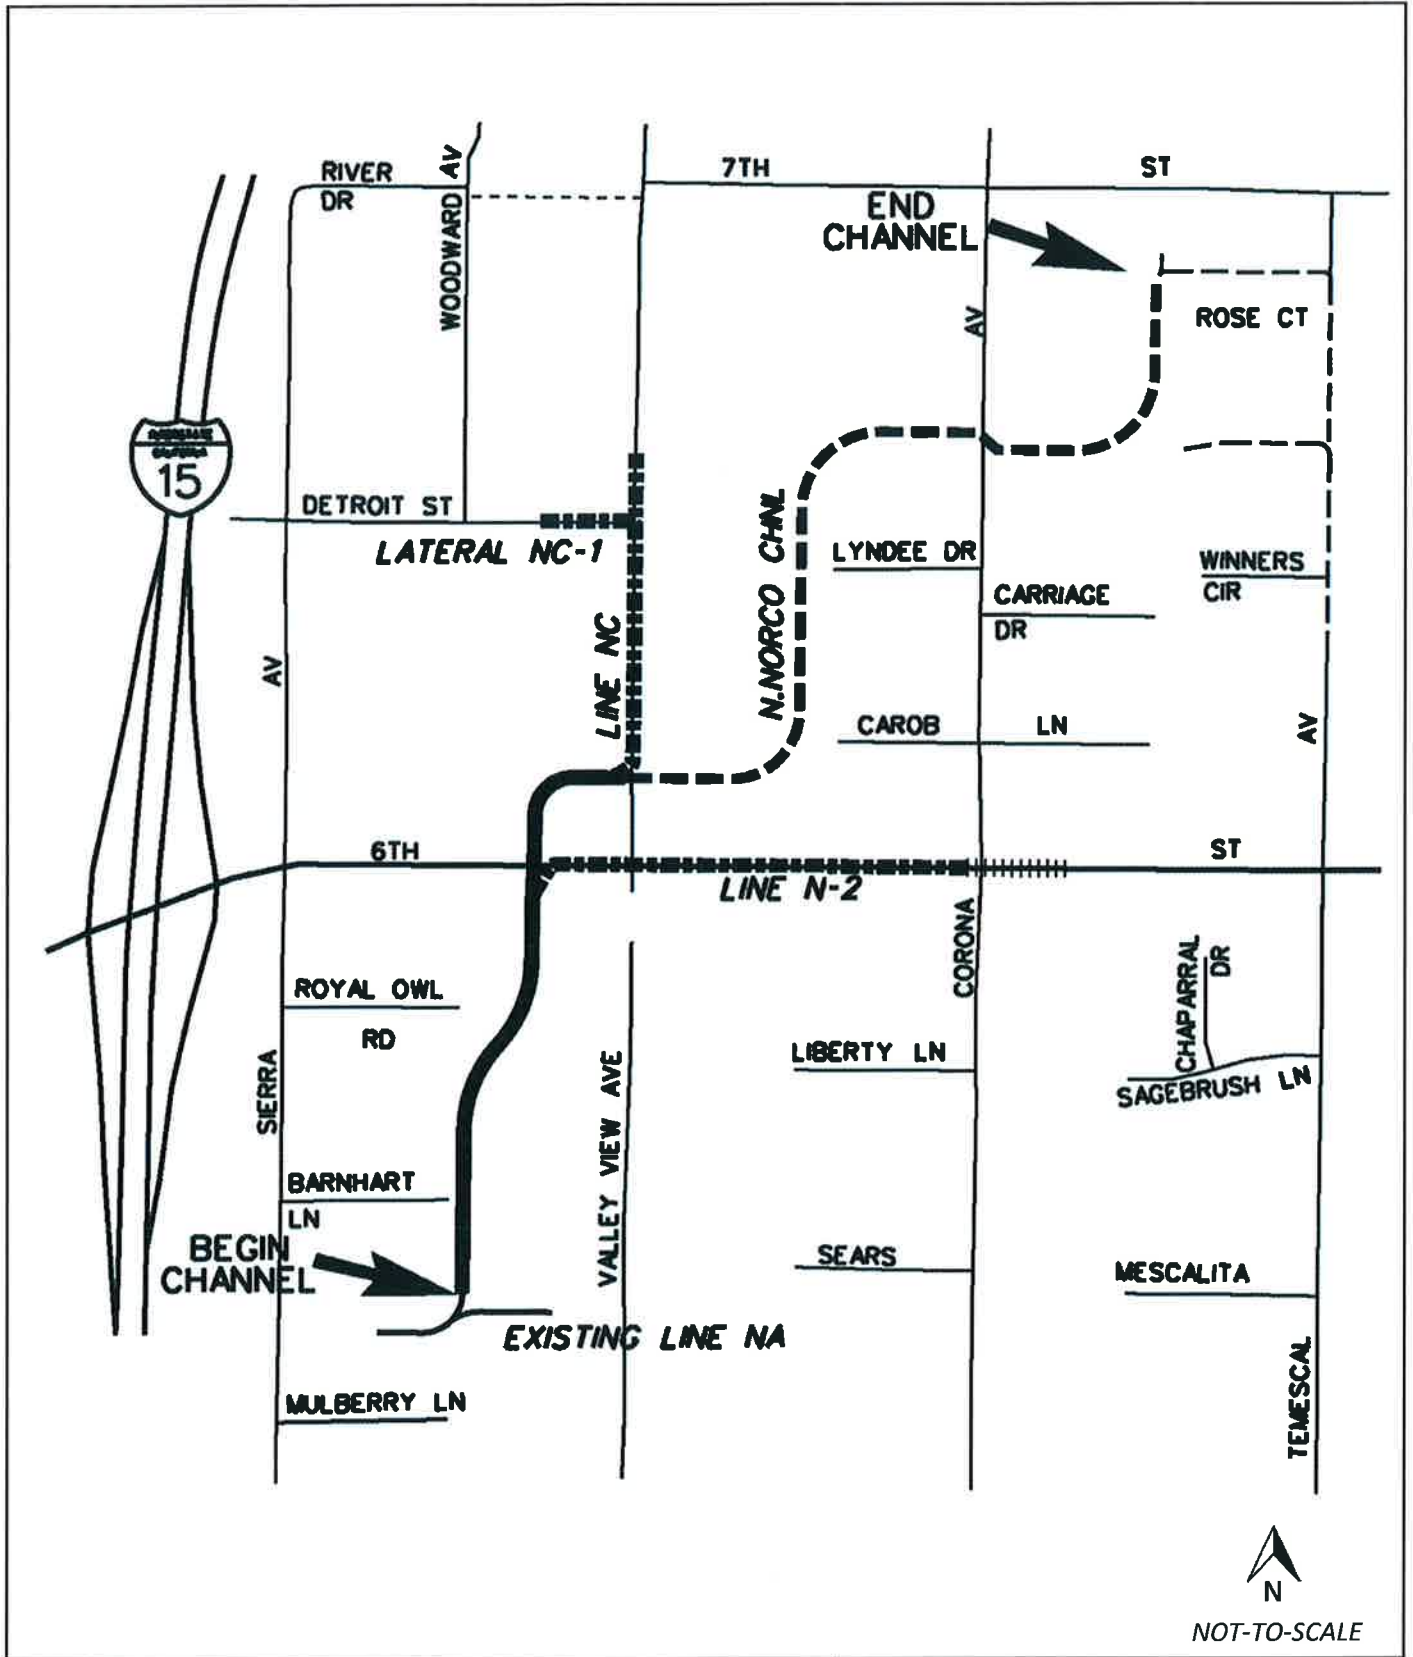 RIVER
DR
WOODWARD AV
7TH
ST
END
CHANNEL
AV
ROSE CT
15
DETROIT ST
LATERAL NC-1
LINE NC
N.NORCO CHNL
LYNDEE DR
CARRIAGE
DR
WINNERS
CIR
AV
CAROB
LN
AV
6TH
ST
LINE N-2
CORONA
ROYAL OWL
RD
CHAPARRAL
DR
LIBERTY LN
SAGEBRUSH LN
SIERRA
VALLEY VIEW AVE
BARNHART
LN
BEGIN
CHANNEL
SEARS
MESCALITA
EXISTING LINE NA
MULBERRY LN
TEMESCAL
N
NOT-TO-SCALE